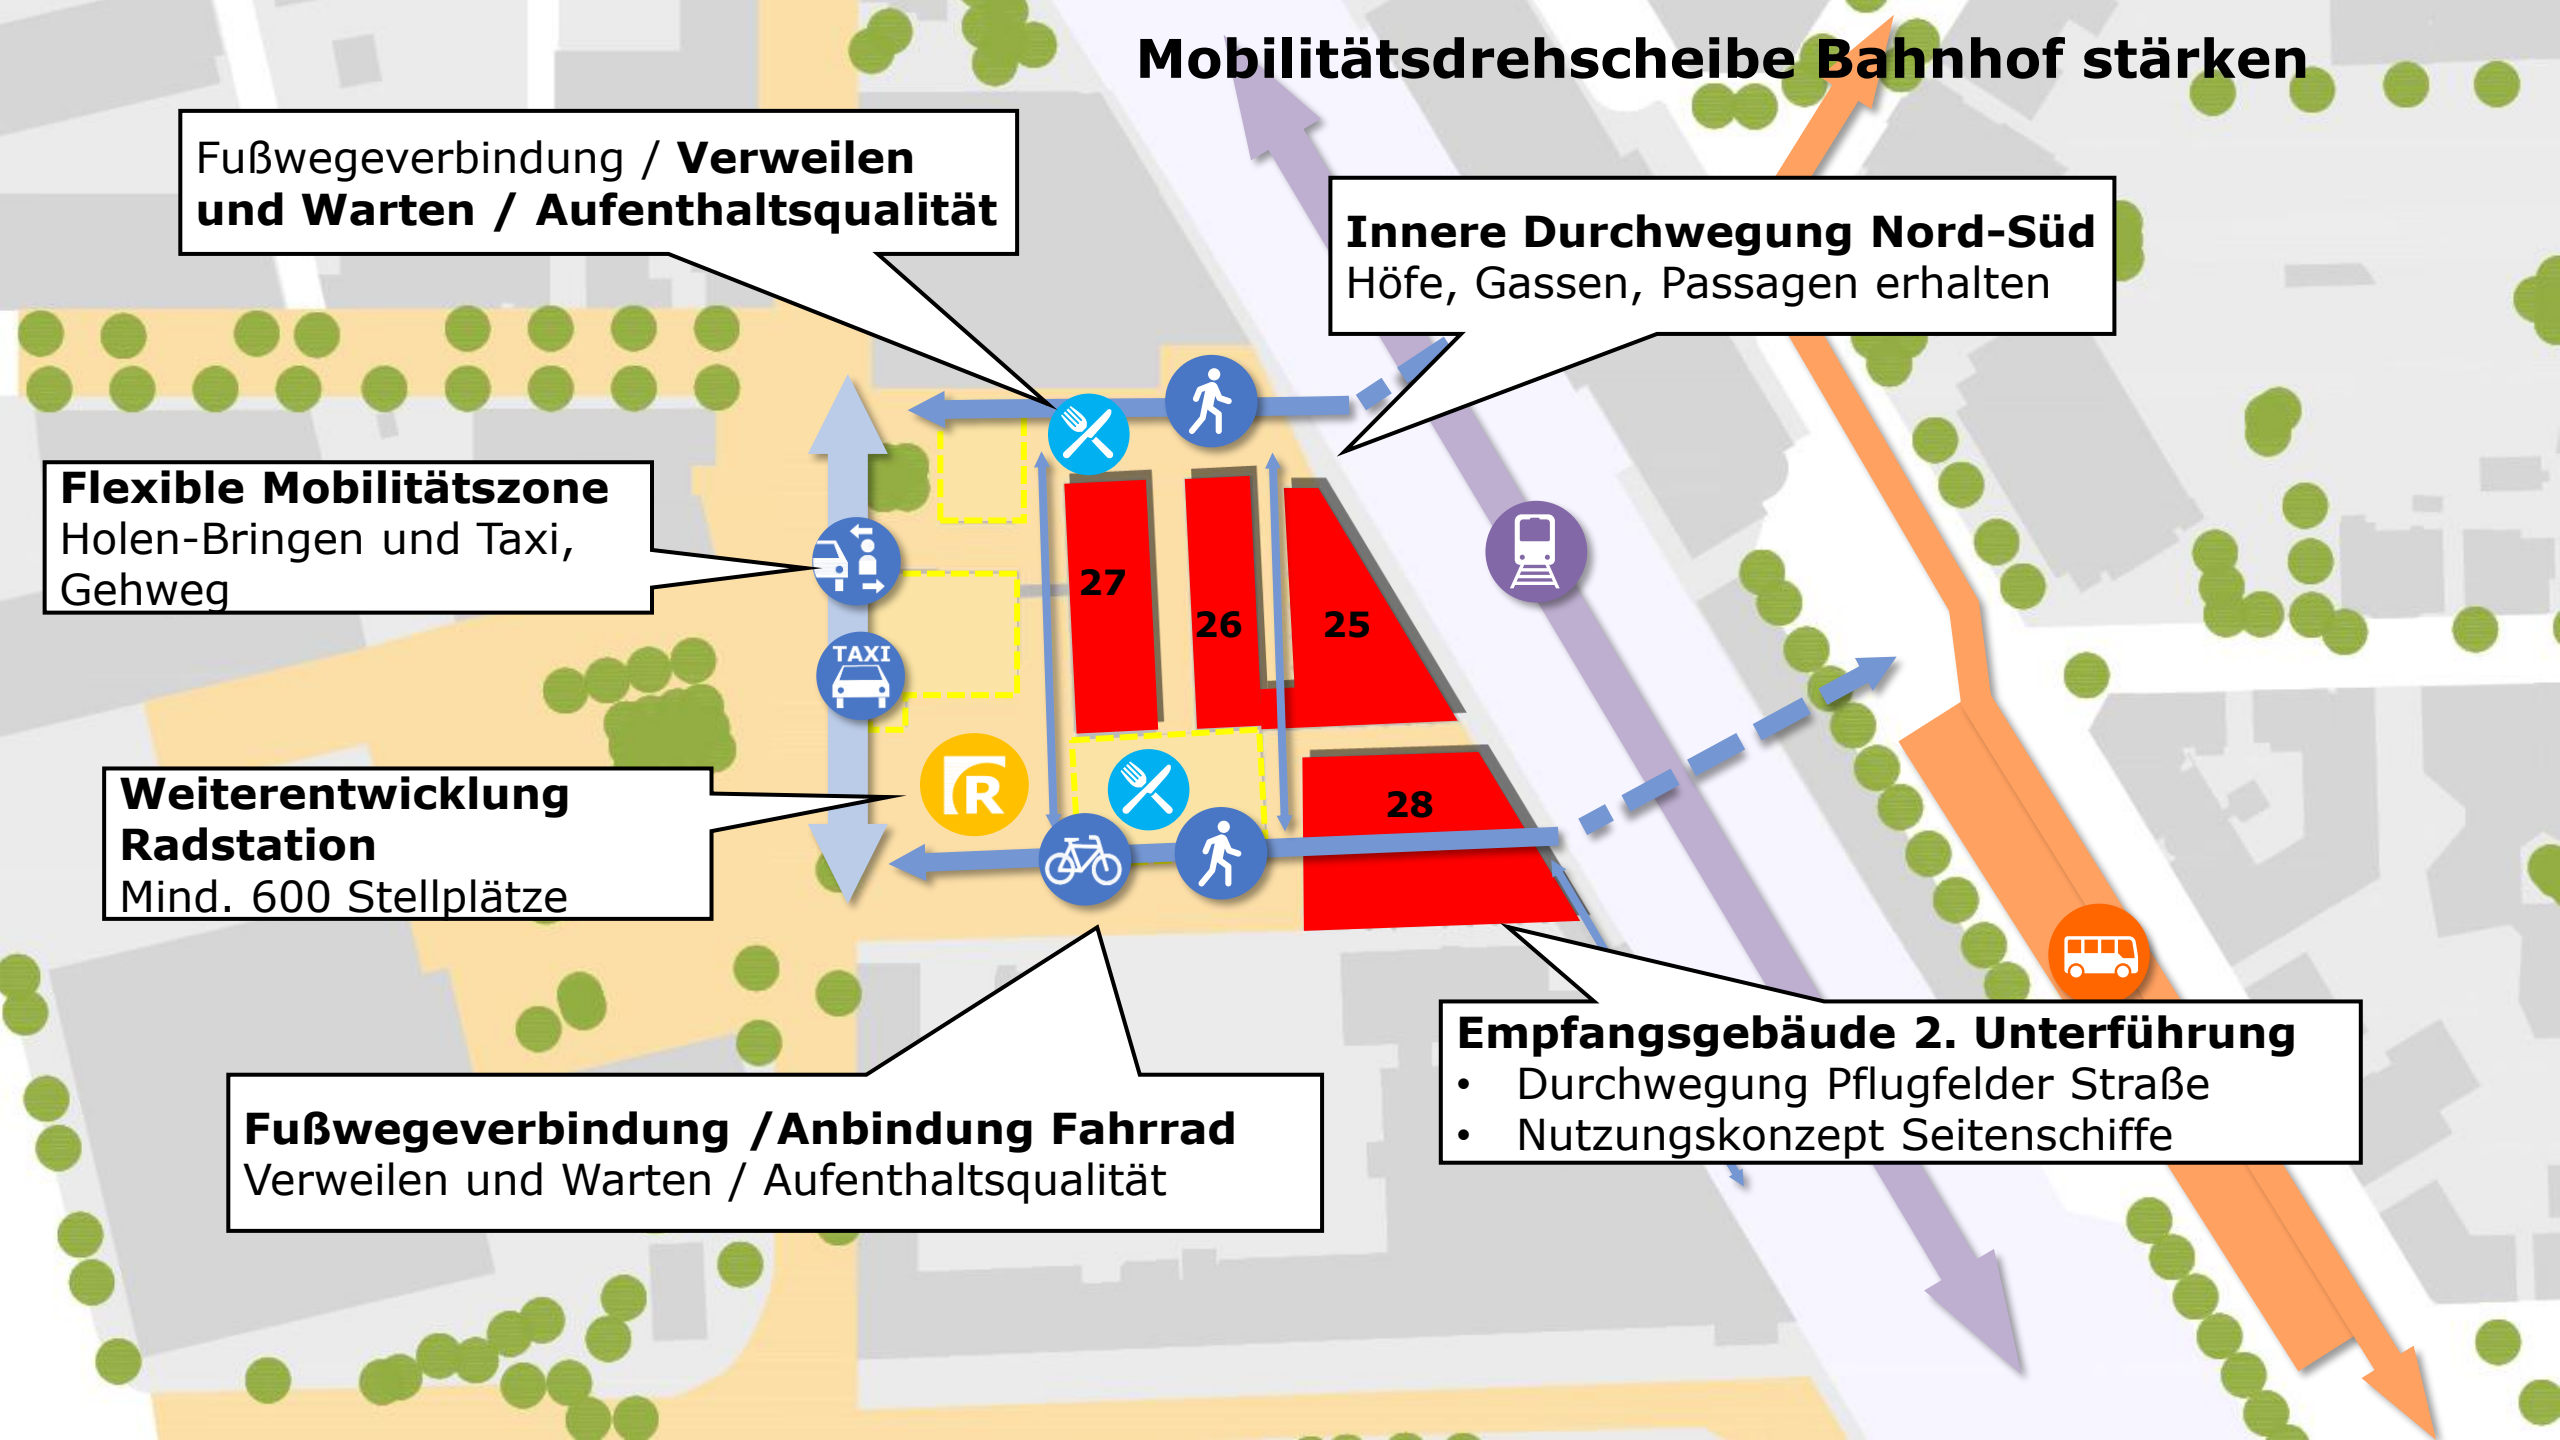 Mobilitätsdrehscheibe Bahnhof stärken
Fußwegeverbindung / Verweilen
und Warten / Aufenthaltsqualität
Innere Durchwegung Nord-Süd
Höfe, Gassen, Passagen erhalten
Flexible Mobilitätszone
Holen-Bringen und Taxi,
Gehweg
27
26
25
TAXI
Weiterentwicklung
Radstation
Mind. 600 Stellplätze
R
28
Empfangsgebäude 2. Unterführung
• Durchwegung Pflugfelder Straße
• Nutzungskonzept Seitenschiffe
Fußwegeverbindung /Anbindung Fahrrad
Verweilen und Warten / Aufenthaltsqualität